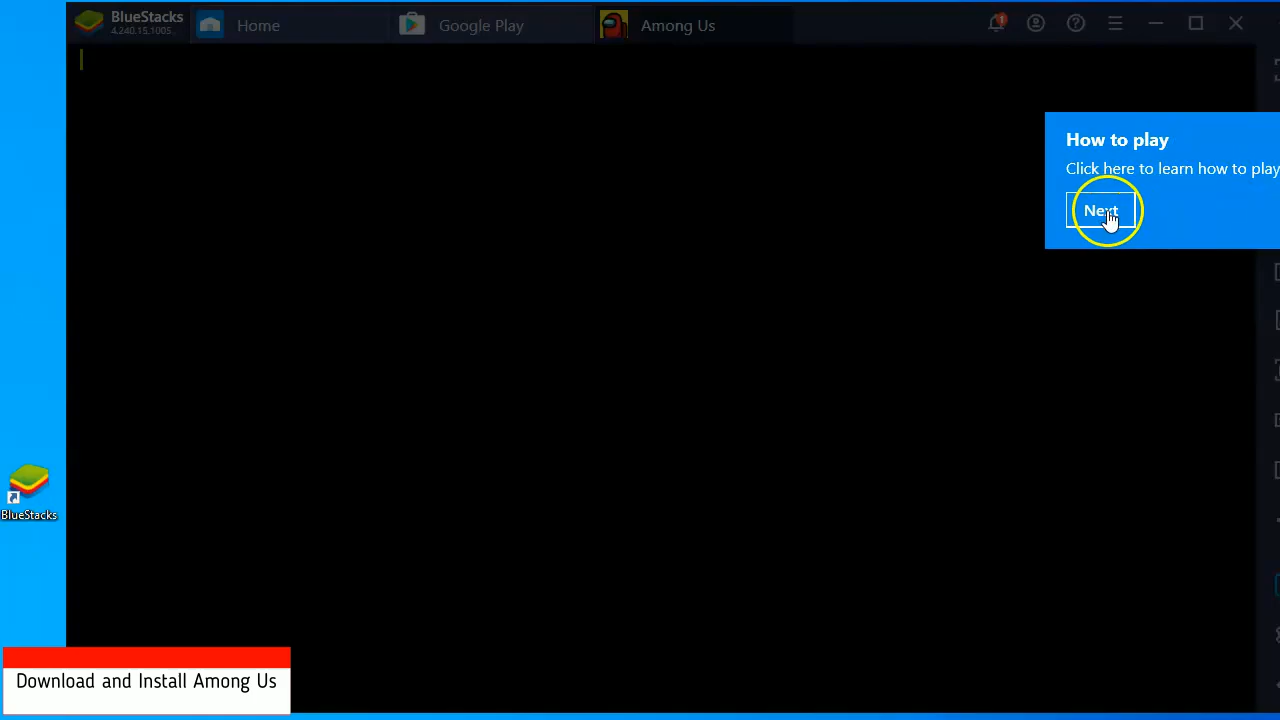 BlueStacks
4.240.15.1005
Home
Google Play
Among Us
How to play
Click here to learn how to play
Next
BlueStacks
Download and Install Among Us